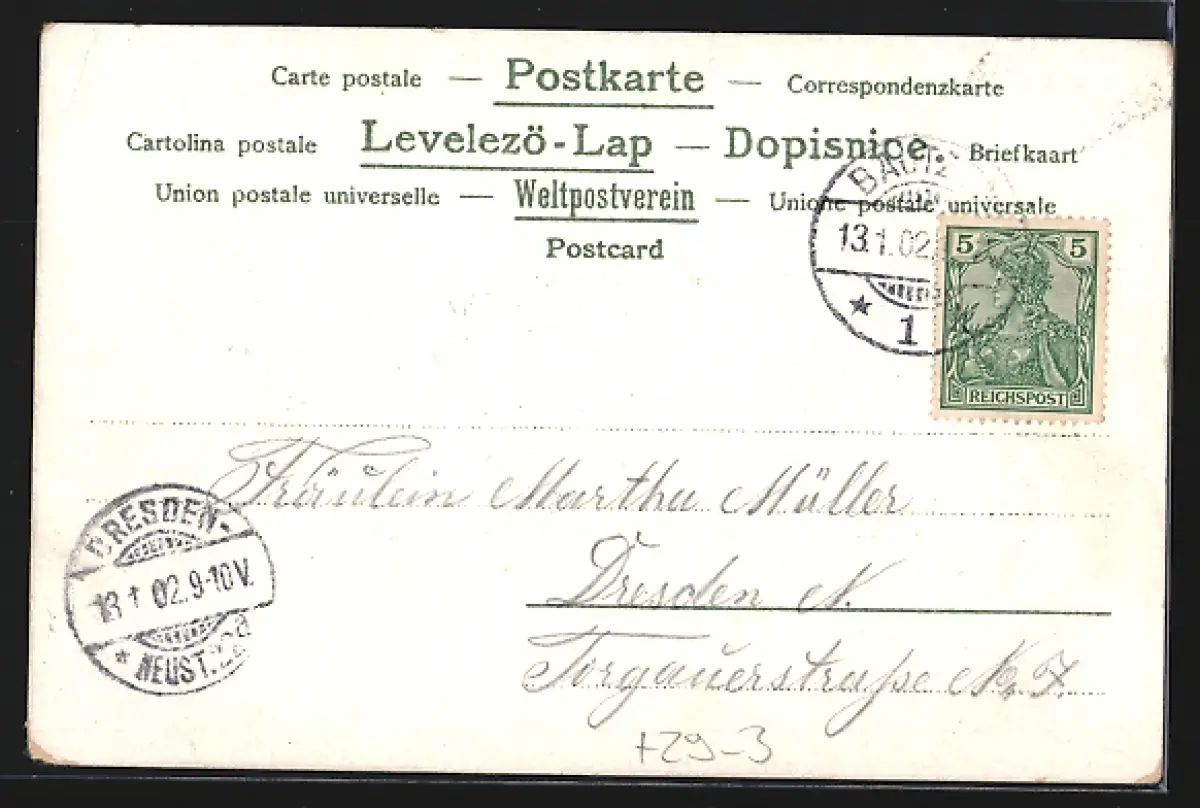 Carte postale — Postkarte — Correspondenzkarte
Cartolina postale Levelezö-Lap — Dopisnice. Briefkaart
Union postale universelle — Weltpostverein — Unione postale universale
Postcard
13.1.02
* 1
5 5
REICHSPOST
Fräulein Martha Müller
Dresden N.
Torgauerstraße No 7.
DRESDEN-
13 1 02. 9-10 V.
* NEUST.
+29-3